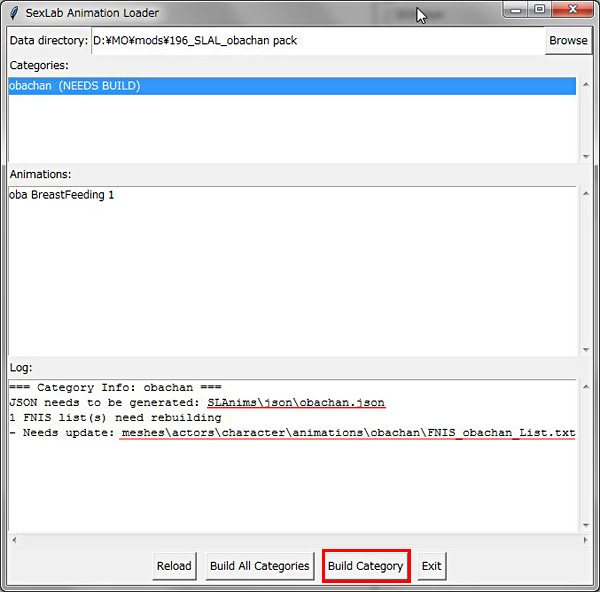 SexLab Animation Loader
Data directory: D:¥MO¥mods¥196_SLAL_obachan pack Browse
Categories:
obachan (NEEDS BUILD)
Animations:
oba BreastFeeding 1
Log:
=== Category Info: obachan ===
JSON needs to be generated: SLAnims\json\obachan.json
1 FNIS list(s) need rebuilding
- Needs update: meshes\actors\character\animations\obachan\FNIS_obachan_List.txt
Reload Build All Categories Build Category Exit